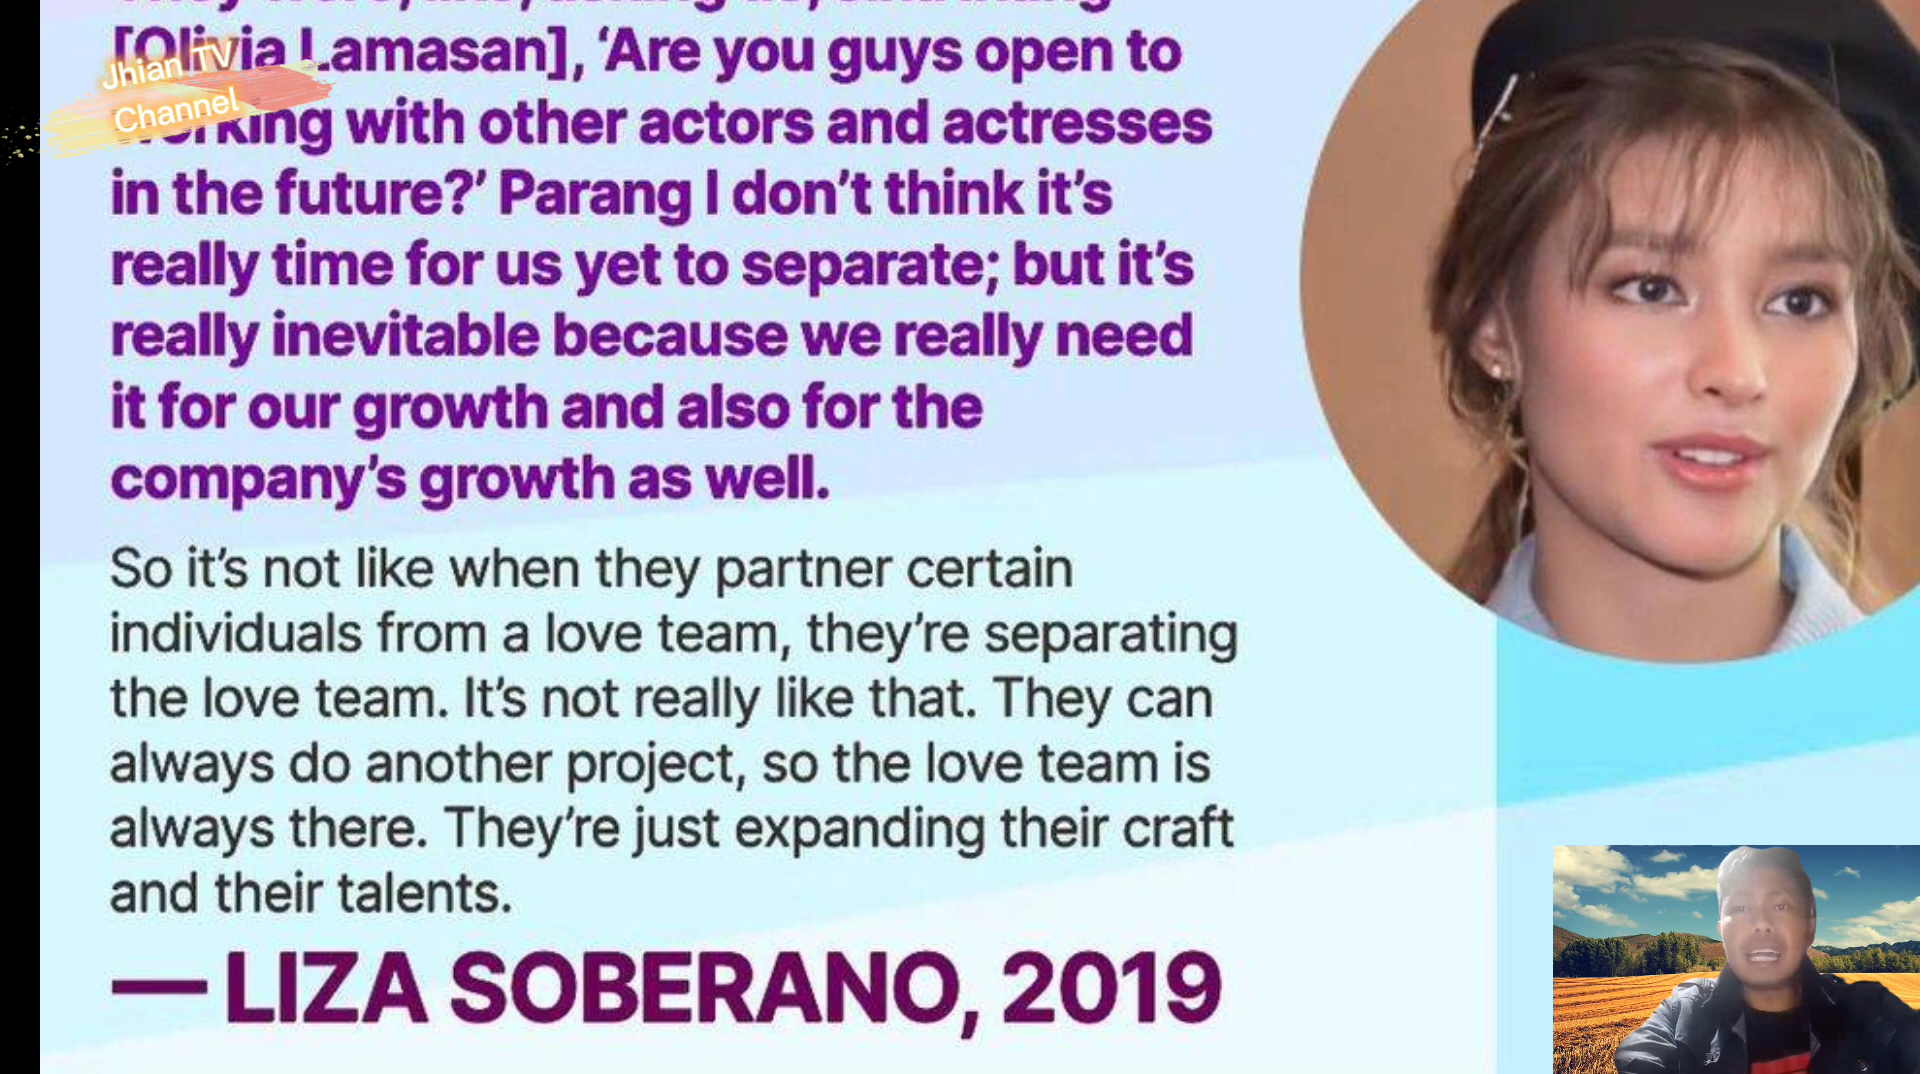 [Olivia Lamasan], ‘Are you guys open to
working with other actors and actresses
in the future?’ Parang I don’t think it’s
really time for us yet to separate; but it’s
really inevitable because we really need
it for our growth and also for the
company’s growth as well.
So it’s not like when they partner certain
individuals from a love team, they’re separating
the love team. It’s not really like that. They can
always do another project, so the love team is
always there. They’re just expanding their craft
and their talents.
— LIZA SOBERANO, 2019
Jhian TV
Channel